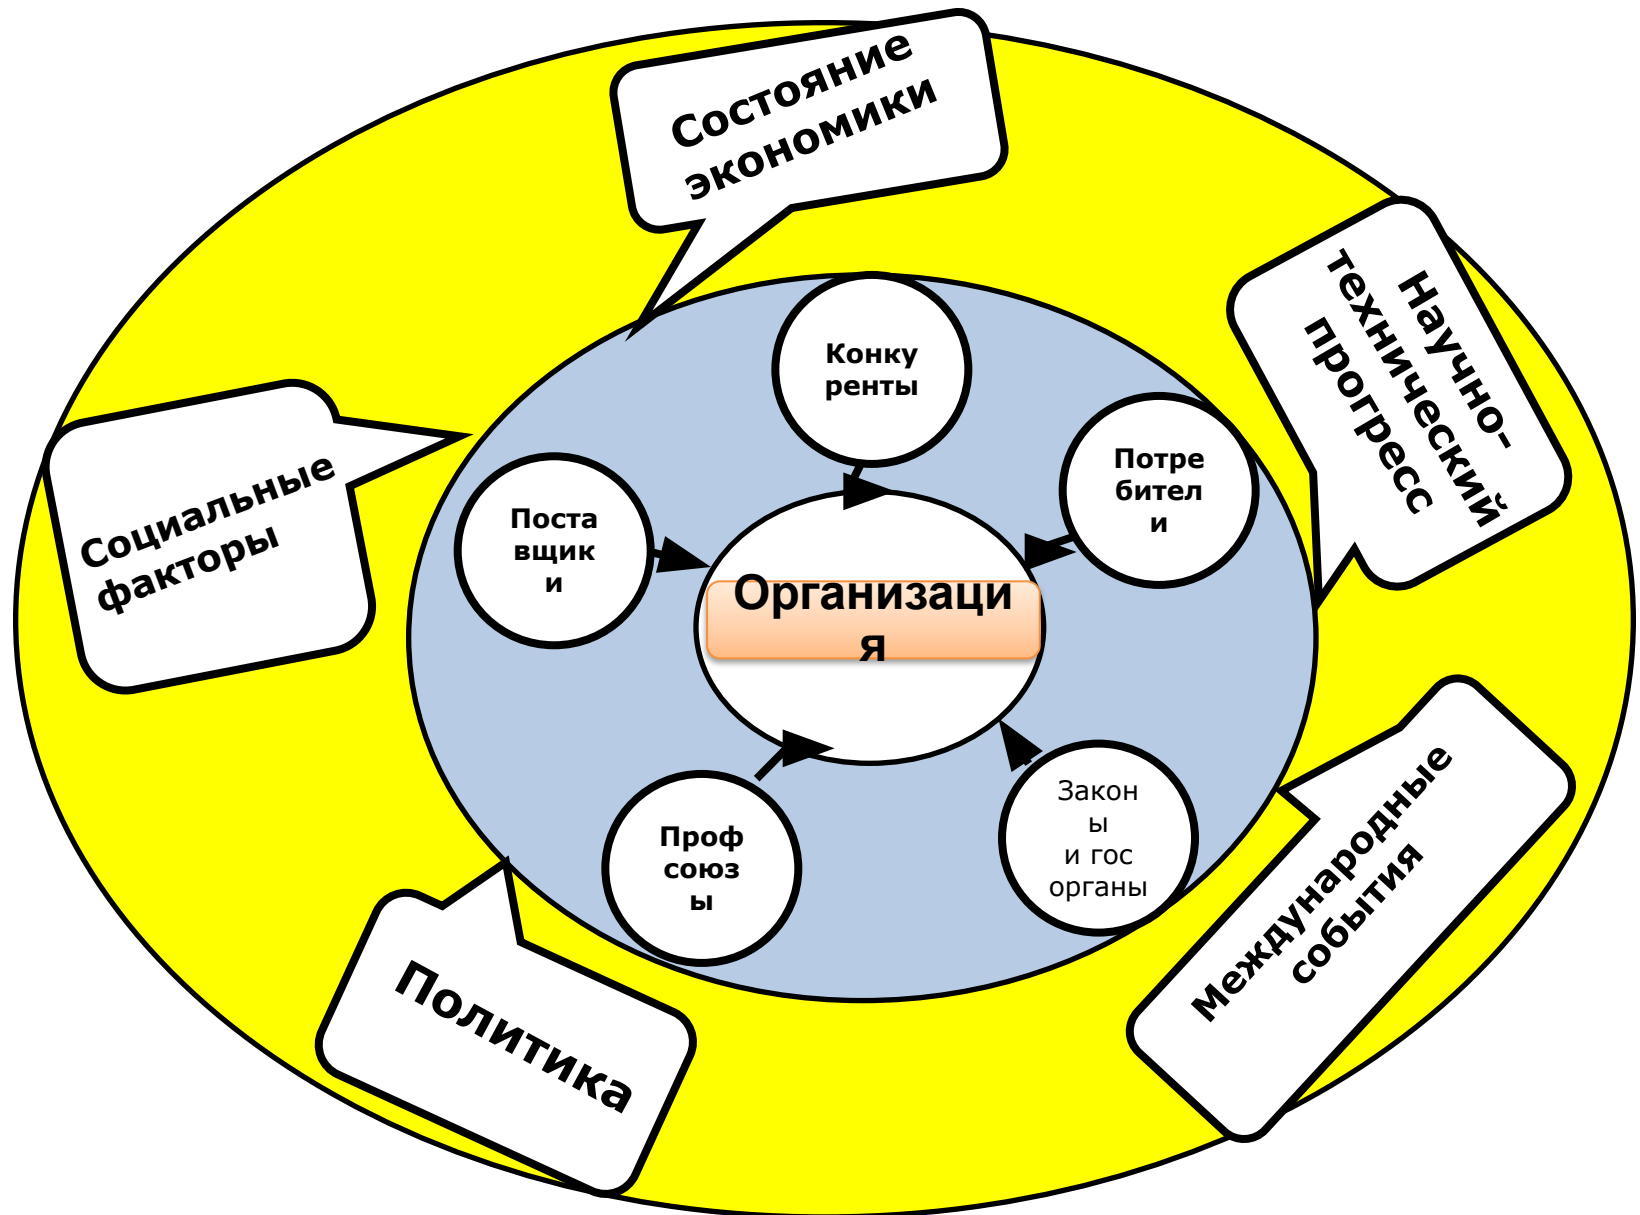 Состояние
экономики
Научно-
технический
прогресс
Конку
ренты
Потре
бител
и
Поста
вщик
и
Социальные
факторы
Организаци
я
Закон
ы
и гос
органы
Проф
союз
ы
Международные
события
Политика